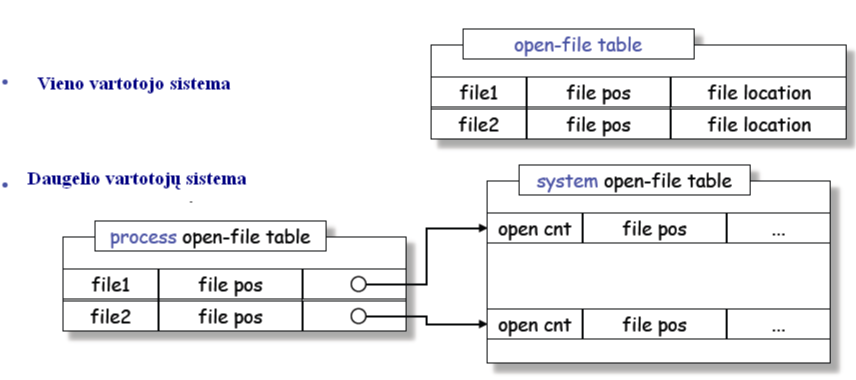 open-file table
• Vieno vartotojo sistema
file1 file pos file location
file2 file pos file location
• Daugelio vartotojų sistema
system open-file table
process open-file table
open cnt file pos ...
file1 file pos
file2 file pos
open cnt file pos ...